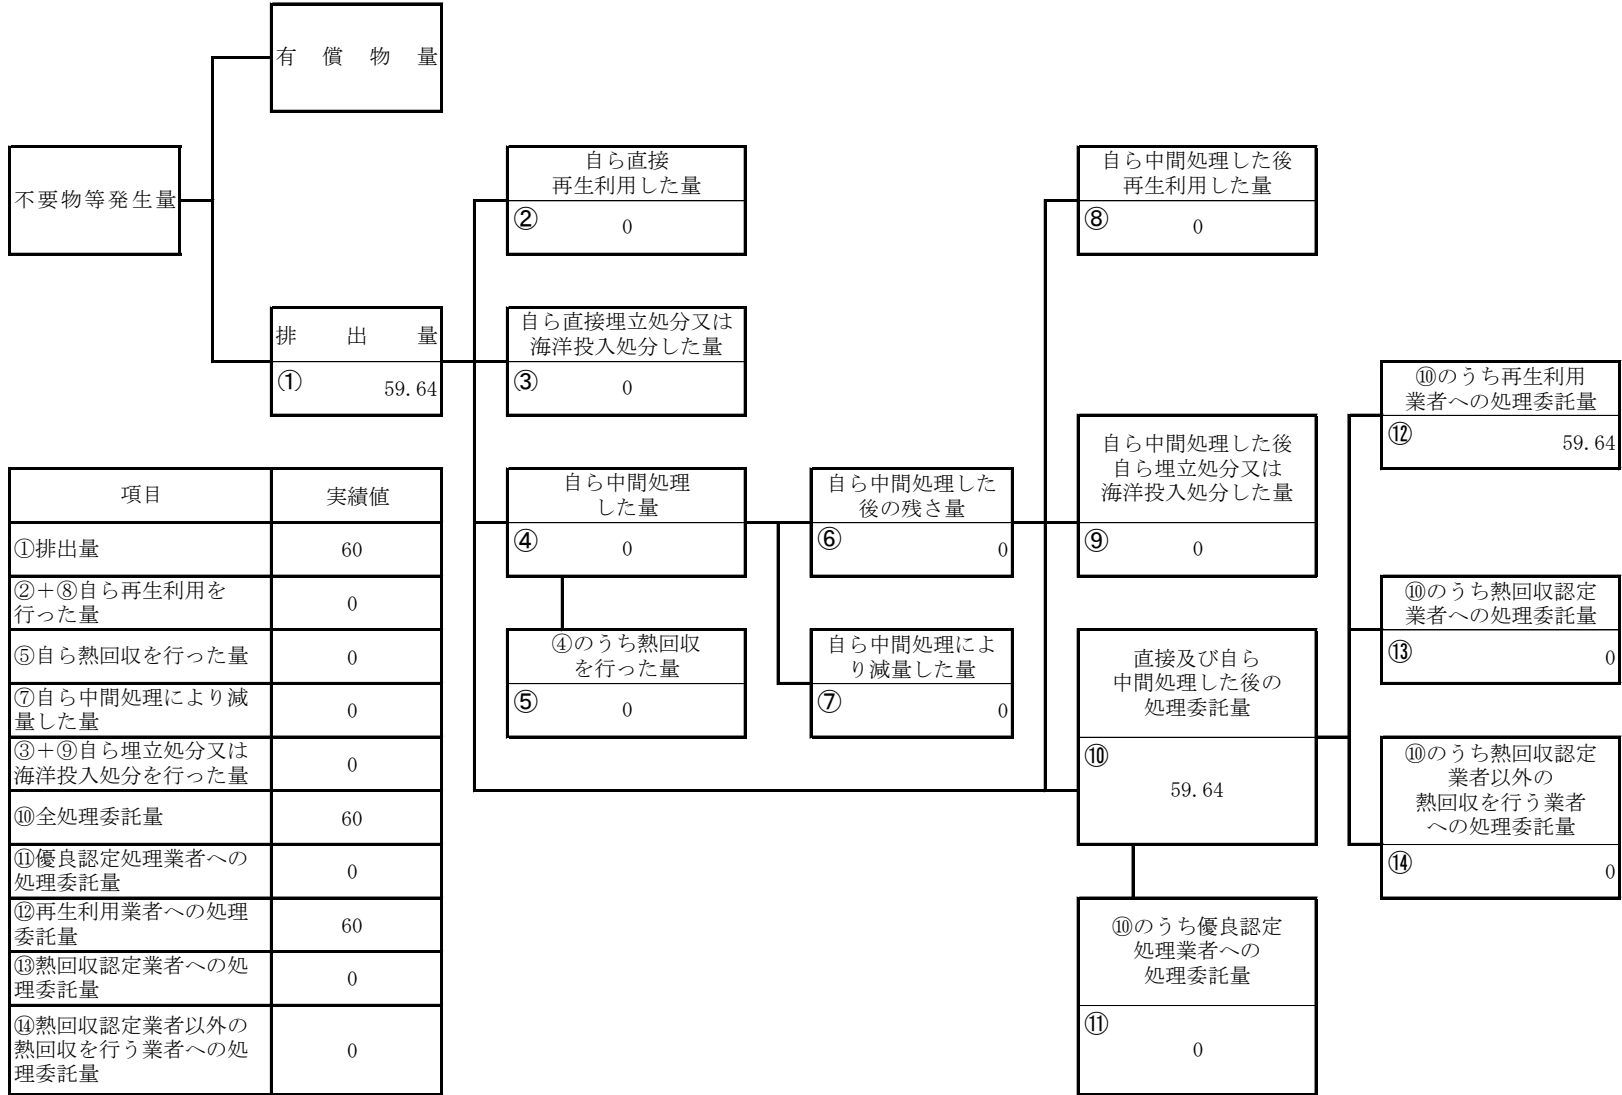 有償物量
不要物等発生量
排出量
① 59.64
自ら直接
再生利用した量
② 0
自ら直接埋立処分又は
海洋投入処分した量
③ 0
自ら中間処理
した量
④ 0
④のうち熱回収
を行った量
⑤ 0
自ら中間処理した
後の残さ量
⑥ 0
自ら中間処理によ
り減量した量
⑦ 0
自ら中間処理した後
再生利用した量
⑧ 0
自ら中間処理した後
自ら埋立処分又は
海洋投入処分した量
⑨ 0
直接及び自ら
中間処理した後の
処理委託量
⑩
59.64
⑩のうち優良認定
処理業者への
処理委託量
⑪
0
⑩のうち再生利用
業者への処理委託量
⑫ 59.64
⑩のうち熱回収認定
業者への処理委託量
⑬ 0
⑩のうち熱回収認定
業者以外の
熱回収を行う業者
への処理委託量
⑭ 0
項目 実績値
①排出量 60
②+⑧自ら再生利用を
行った量 0
⑤自ら熱回収を行った量 0
⑦自ら中間処理により減
量した量 0
③+⑨自ら埋立処分又は
海洋投入処分を行った量 0
⑩全処理委託量 60
⑪優良認定処理業者への
処理委託量 0
⑫再生利用業者への処理
委託量 60
⑬熱回収認定業者への処
理委託量 0
⑭熱回収認定業者以外の
熱回収を行う業者への処
理委託量 0